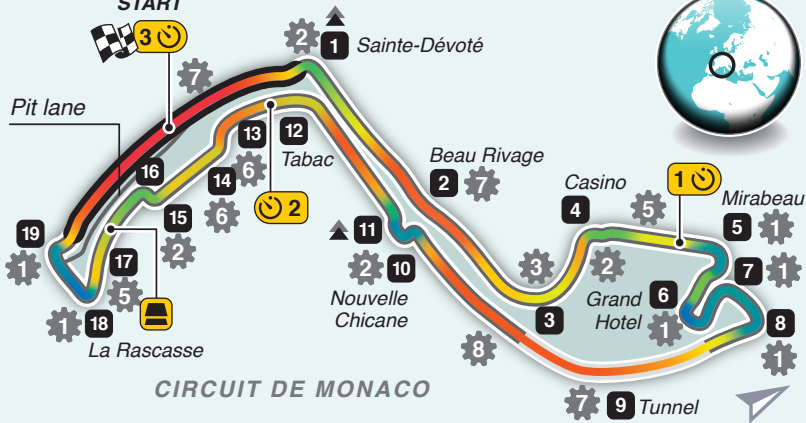 START
3
2
1
Sainte-Dévoté
7
Pit lane
13
12
Tabac
Beau Ravage
2
7
Casino
5
1
Mirabeau
4
5
1
16
14
6
6
2
15
2
11
2
10
Nouvelle
Chicane
3
3
2
Grand
Hotel
6
1
7
1
8
1
19
1
17
5
1
18
La Rascasse
8
CIRCUIT DE MONACO
7
9
Tunnel